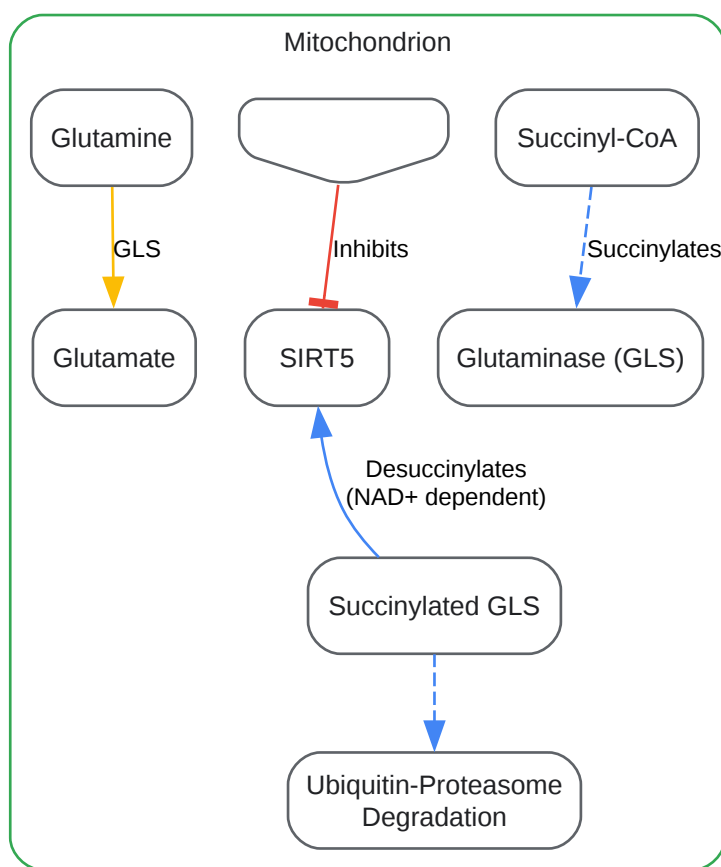 Mitochondrion
Glutamine
Succinyl-CoA
GLS
Inhibits
Succinylates
Glutamate
SIRT5
Glutaminase (GLS)
Desuccinylates
(NAD+ dependent)
Succinylated GLS
Ubiquitin-Proteasome
Degradation